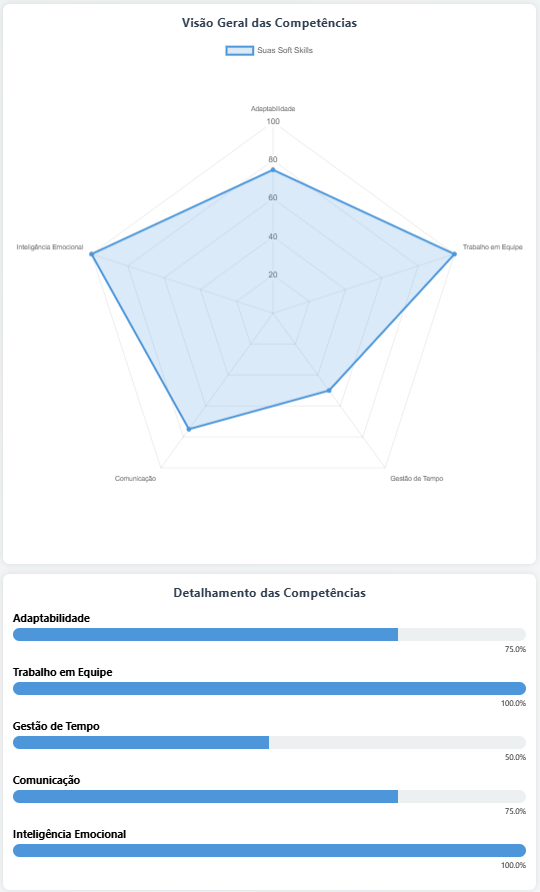 Visão Geral das Competências
Suas Soft Skills
Adaptabilidade
100
80
60
40
20
Inteligência Emocional
Trabalho em Equipe
Comunicação
Gestão de Tempo
Detalhamento das Competências
Adaptabilidade
75.0%
Trabalho em Equipe
100.0%
Gestão de Tempo
50.0%
Comunicação
75.0%
Inteligência Emocional
100.0%